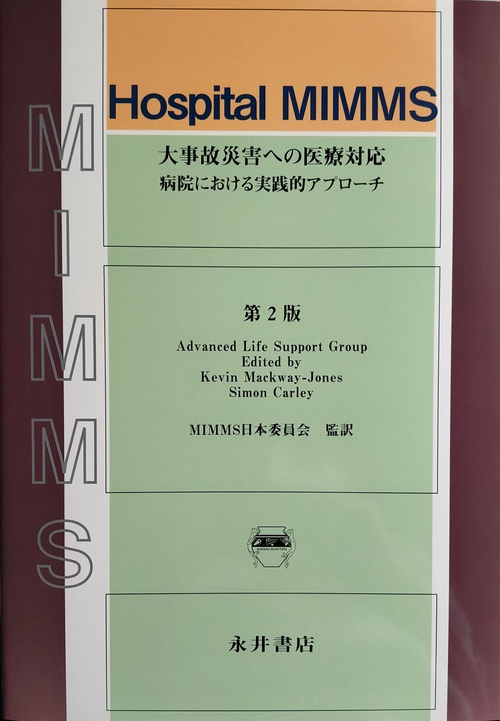 Hospital MIMMS
大事故災害への医療対応
病院における実践的アプローチ
MIMMS
第2版
Advanced Life Support Group
Edited by
Kevin Mackway-Jones
Simon Carley
MIMMS日本委員会 監訳
永井書店